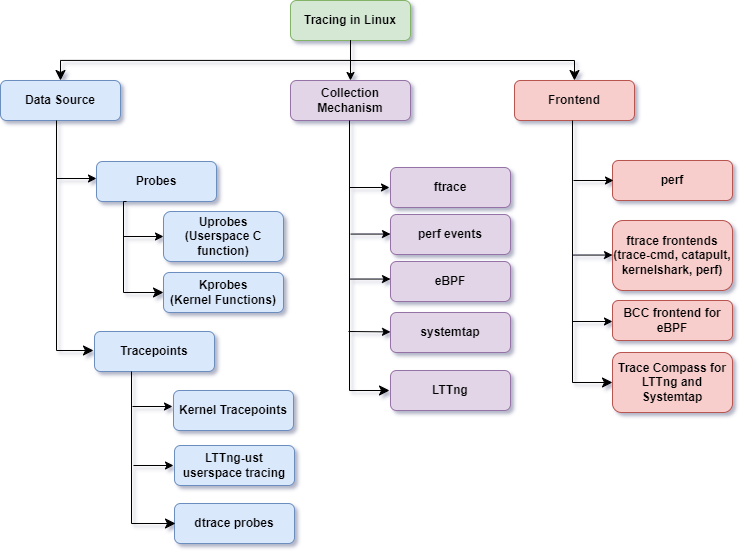 Tracing in Linux
Data Source
Collection
Mechanism
Frontend
Probes
Uprobes
(Userspace C
function)
Kprobes
(Kernel Functions)
Tracepoints
Kernel Tracepoints
LTTng-ust
userspace tracing
dtrace probes
ftrace
perf events
eBPF
systemtap
LTTng
perf
ftrace frontends
(trace-cmd, catapult,
kernelshark, perf)
BCC frontend for
eBPF
Trace Compass for
LTTng and
Systemtap